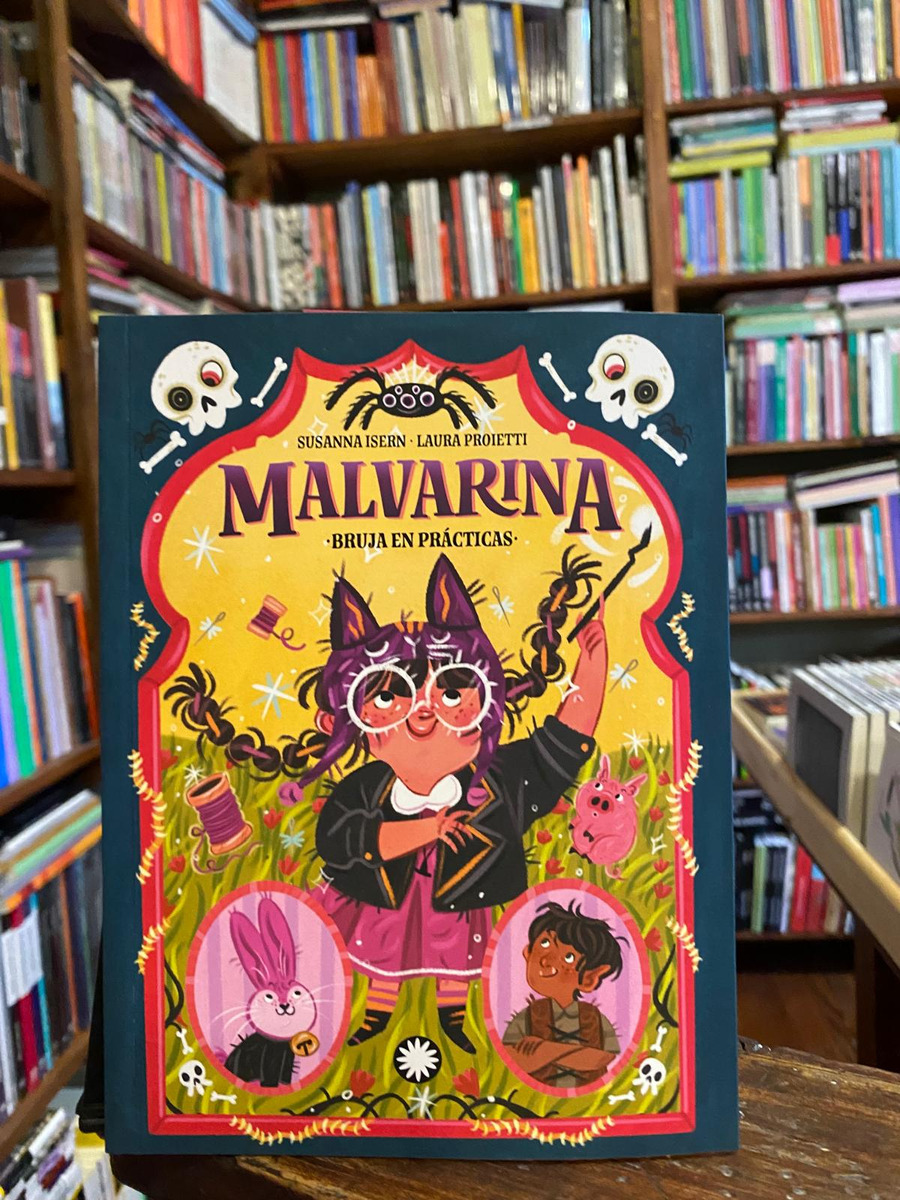 SUSANNA ISERN · LAURA PROIETTI
MALVARINA
·BRUJA EN PRÁCTICAS·
T